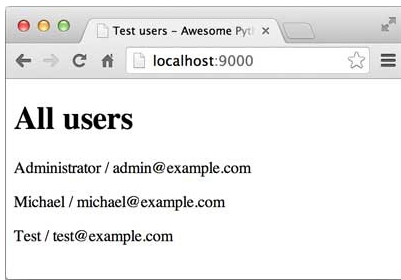 Test users – Awesome Pyt
localhost:9000
All users
Administrator / admin@example.com
Michael / michael@example.com
Test / test@example.com